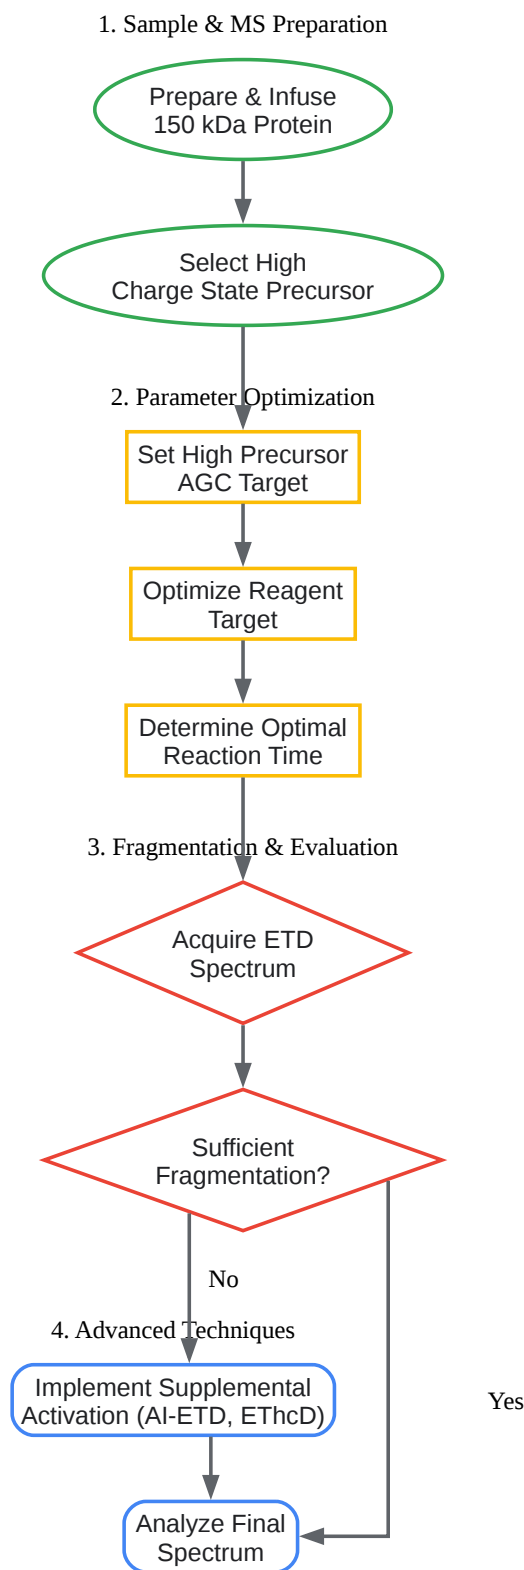 1. Sample & MS Preparation
Prepare & Infuse
150 kDa Protein
Select High
Charge State Precursor
2. Parameter Optimization
Set High Precursor
AGC Target
Optimize Reagent
Target
Determine Optimal
Reaction Time
3. Fragmentation & Evaluation
Acquire ETD
Spectrum
Sufficient
Fragmentation?
No
4. Advanced Techniques
Implement Supplemental
Activation (AI-ETD, EThcD)
Yes
Analyze Final
Spectrum